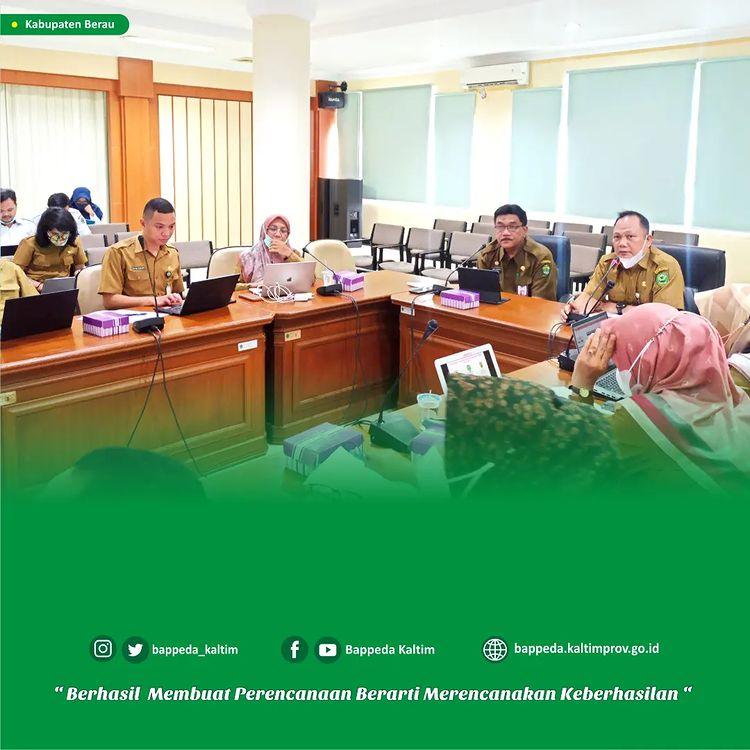 Kabupaten Berau
bappeda_kaltim
Bappeda Kaltim
bappeda.kaltimprov.go.id
“ Berhasil Membuat Perencanaan Berarti Merencanakan Keberhasilan “